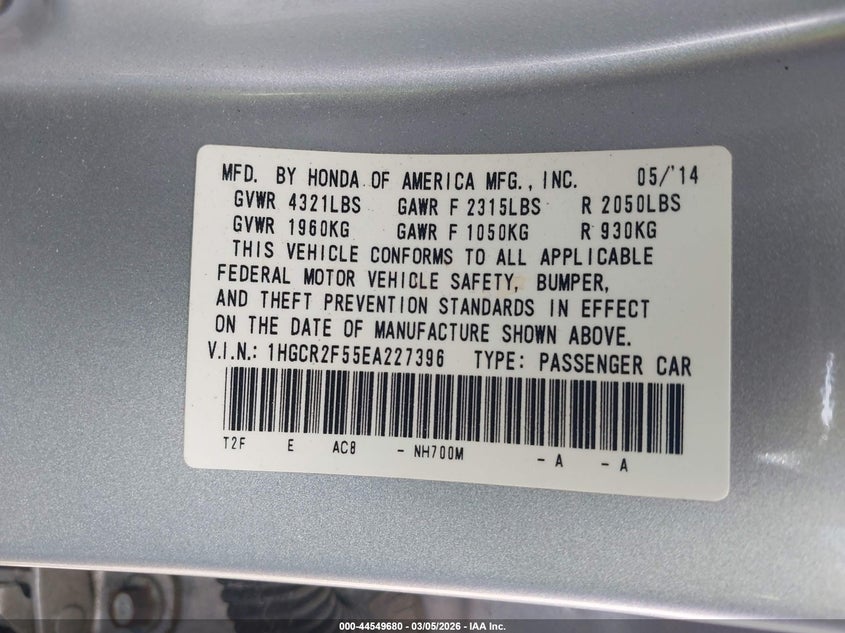 MFD. BY HONDA OF AMERICA MFG., INC. 05/'14
GVWR 4321LBS GAWR F 2315LBS R 2050LBS
GVWR 1960KG GAWR F 1050KG R 930KG
THIS VEHICLE CONFORMS TO ALL APPLICABLE
FEDERAL MOTOR VEHICLE SAFETY, BUMPER,
AND THEFT PREVENTION STANDARDS IN EFFECT
ON THE DATE OF MANUFACTURE SHOWN ABOVE.
V.I.N.: 1HGCR2F55EA227396 TYPE: PASSENGER CAR
T2F E AC8 - NH700M - A - A
000-44549680 - 03/05/2026 - IAA Inc.